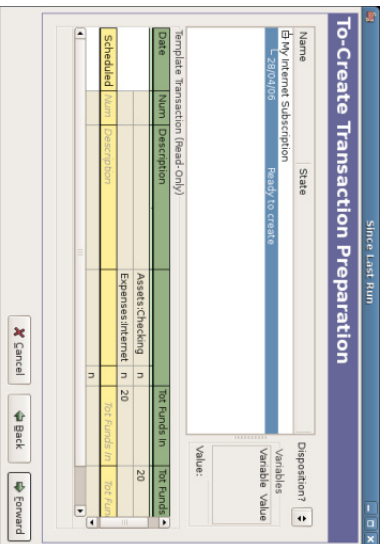 Since Last Run
To-Create Transaction Preparation
Name State
My Internet Subscription
28/04/06 Ready to create
Disposition?
Variables
Variable Value
Value:
Template Transaction (Read-Only)
Date Num Description Tot Funds In Tot Funds
Assets:Checking n 20
Expenses:Internet n 20
n
Scheduled Num Description Tot Funds In Tot Fun
Cancel Back Forward